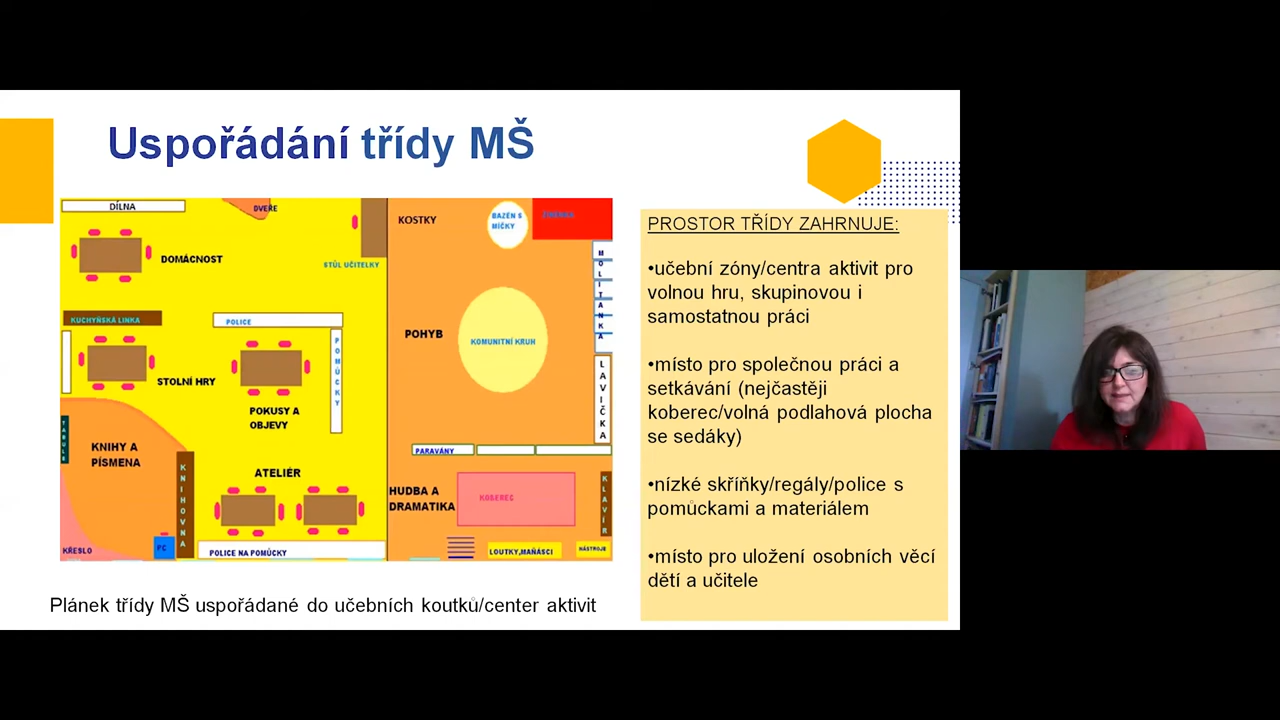 Uspořádání třídy MŠ
DÍLNA
DVEŘE
DOMÁCNOST
STŮL UČITELKY
KOSTKY
BAZÉN S
MÍČKY
MOLITANKA
KUCHYŇSKÁ LINKA
POLICE
POMŮCKY
STOLNÍ HRY
POKUSY A
OBJEVY
POHYB
KOMUNITNÍ KRUH
LAVIČKA
TABULE
KNIHY A
PÍSMENA
KNIHOVNA
ATELIÉR
PARAVÁNY
HUDBA A
DRAMATIKA
KOBEREC
KLAVÍR
KŘESLO
PC
POLICE NA POMŮCKY
LOUTKY,MAŇÁSCI
NÁSTROJE
Plánek třídy MŠ uspořádané do učebních koutků/center aktivit
PROSTOR TŘÍDY ZAHRNUJE:
•učební zóny/centra aktivit pro
volnou hru, skupinovou i
samostatnou práci
•místo pro společnou práci a
setkávání (nejčastěji
koberec/volná podlahová plocha
se sedáky)
•nízké skříňky/regály/police s
pomůckami a materiálem
•místo pro uložení osobních věcí
dětí a učitele